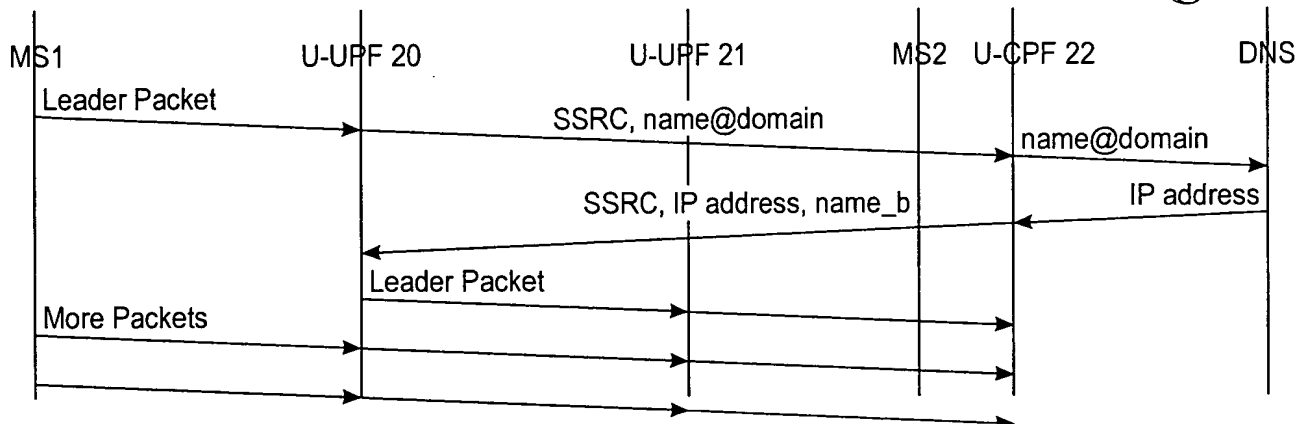 MS1 U-UPF 20 U-UPF 21 MS2 U-CPF 22 DNS
Leader Packet
SSRC, name@domain
name@domain
IP address
SSRC, IP address, name_b
Leader Packet
More Packets